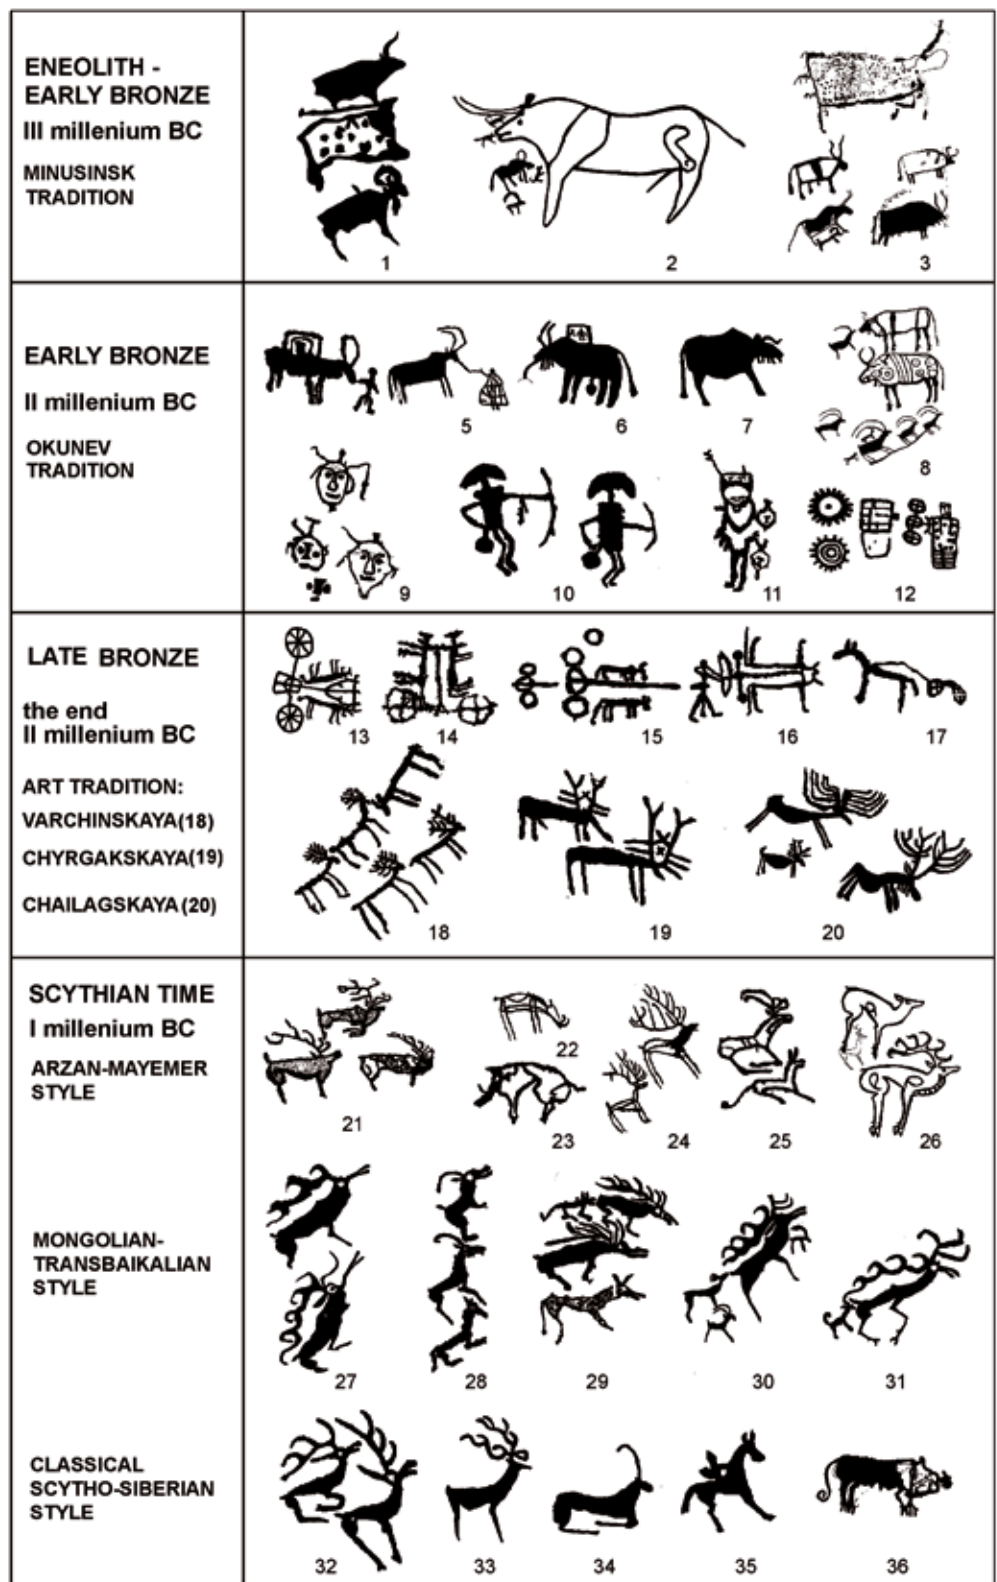 ENEOLITH -
EARLY BRONZE
III millenium BC
MINUSINSK
TRADITION
1
2
3
EARLY BRONZE
II millenium BC
OKUNEV
TRADITION
5
6
7
8
9
10
11
12
LATE BRONZE
the end
II millenium BC
ART TRADITION:
VARCHINSKAYA(18)
CHYRGAKSKAYA(19)
CHAILAGSKAYA(20)
13
14
15
16
17
18
19
20
SCYTHIAN TIME
I millenium BC
ARZAN-MAYEMER
STYLE
21
22
23
24
25
26
MONGOLIAN-
TRANSBAIKALIAN
STYLE
27
28
29
30
31
CLASSICAL
SCYTHO-SIBERIAN
STYLE
32
33
34
35
36